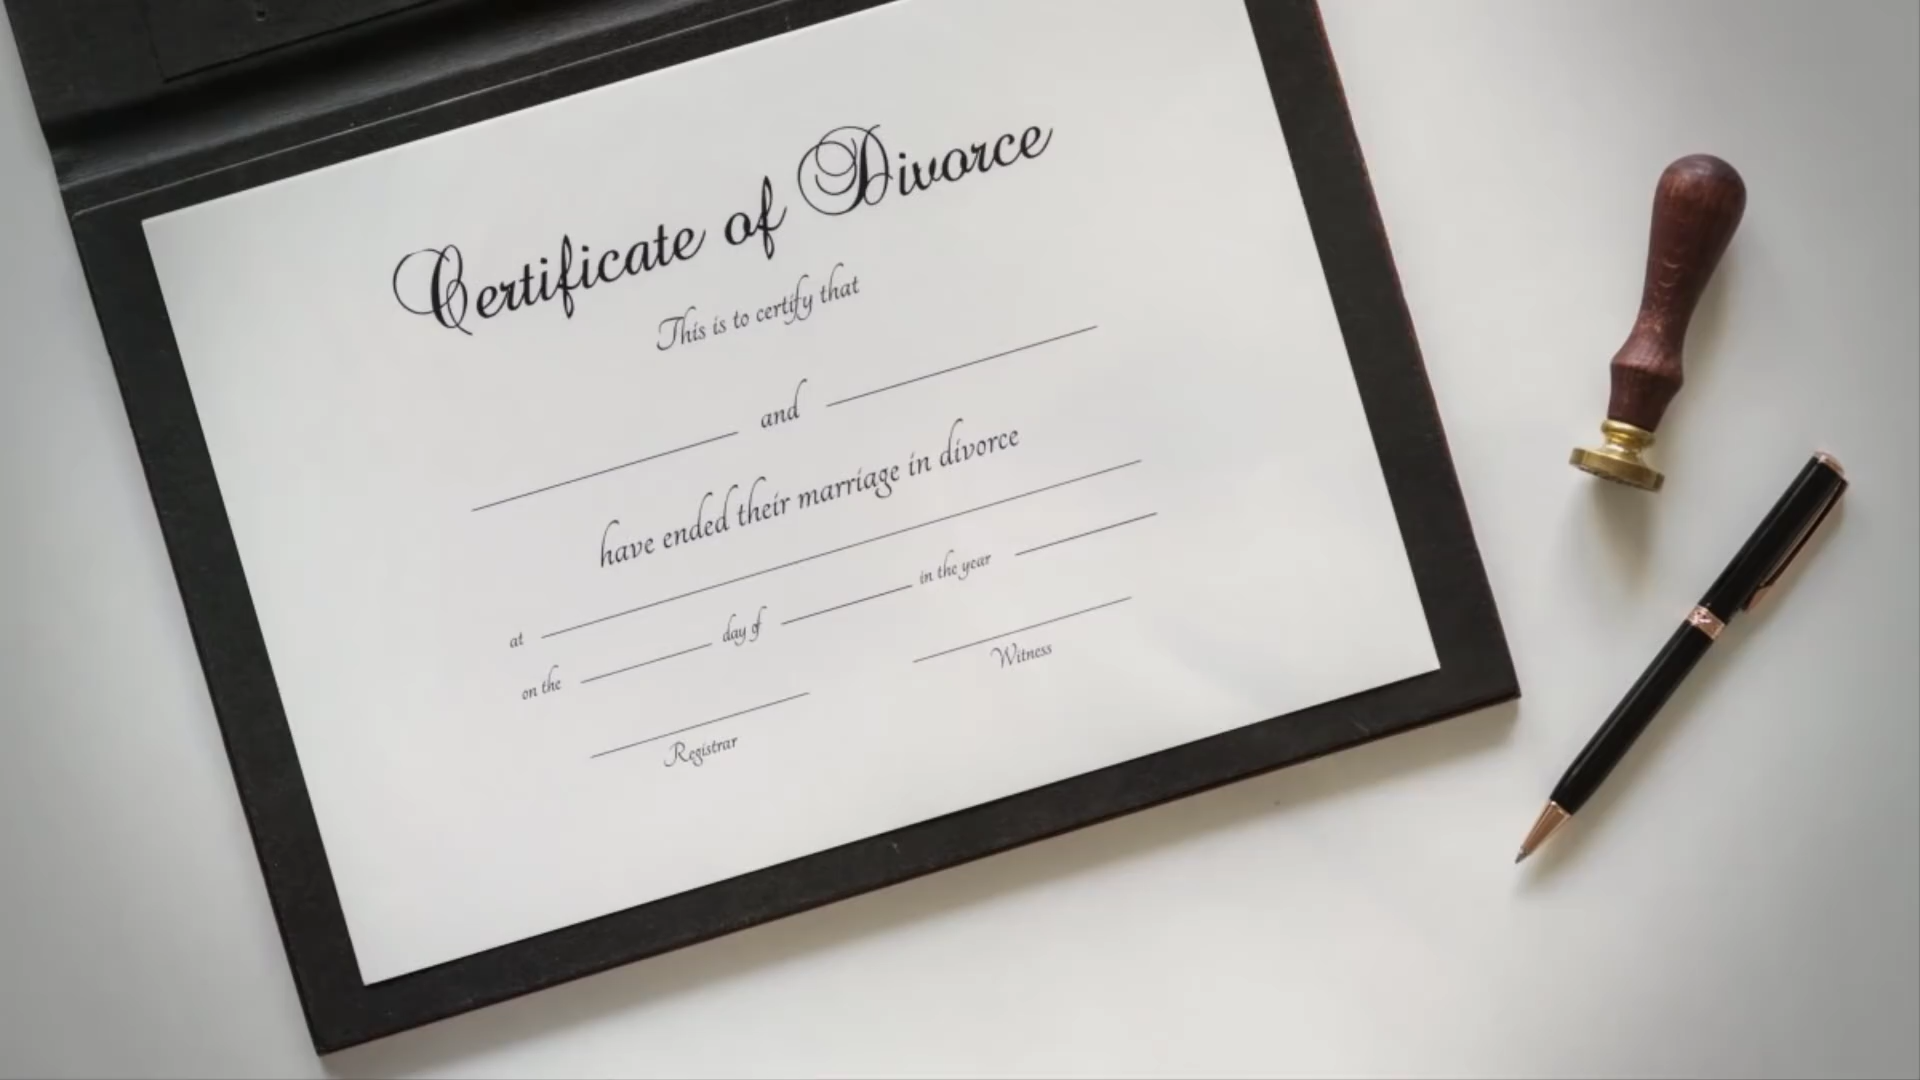 Certificate of Divorce
This is to certify that
and
have ended their marriage in divorce
at
on the day of in the year
Registrar
Witness